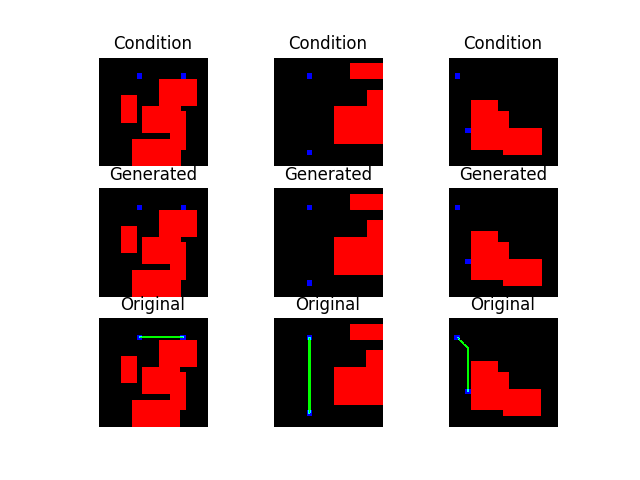 Condition Condition Condition
Generated Generated Generated
Original Original Original